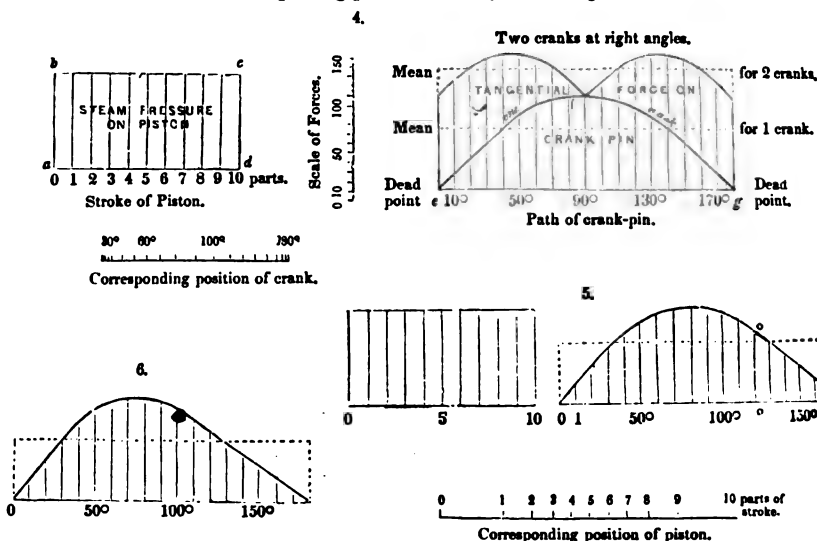 4.
Two cranks at right angles.
b c
Mean for 2 cranks.
TANGENTIAL FORCE ON
STEAM PRESSURE
ON PISTON
Mean for 1 crank.
CRANK PIN
Scale of Forces.
0 10 50 100 150
a d
0 1 2 3 4 5 6 7 8 9 10 parts.
Stroke of Piston.
Dead point e 10° 50° 90° 130° 170° g Dead point.
Path of crank-pin.
60° 100°
Corresponding position of crank.
5.
0 5 10
0 1 50° 100° 150°
6.
0 50° 100° 150°
0 1 2 3 4 5 6 7 8 9 10 parts of stroke.
Corresponding position of piston.